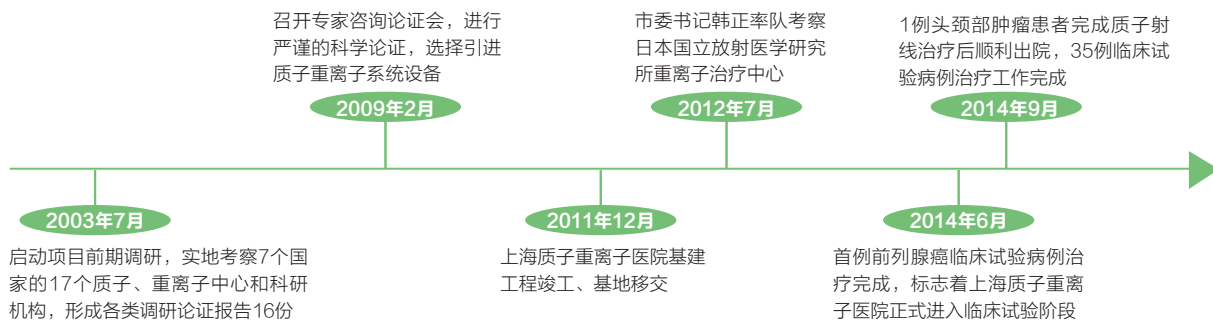 召开专家咨询论证会，进行
严谨的科学论证，选择引进
质子重离子系统设备
2009年2月
市委书记韩正率队考察
日本国立放射医学研究
所重离子治疗中心
2012年7月
1例头颈部肿瘤患者完成质子射
线治疗后顺利出院，35例临床试
验病例治疗工作完成
2014年9月
2003年7月
启动项目前期调研，实地考察7个国
家的17个质子、重离子中心和科研
机构，形成各类调研论证报告16份
2011年12月
上海质子重离子医院基建
工程竣工、基地移交
2014年6月
首例前列腺癌临床试验病例治
疗完成，标志着上海质子重离
子医院正式进入临床试验阶段